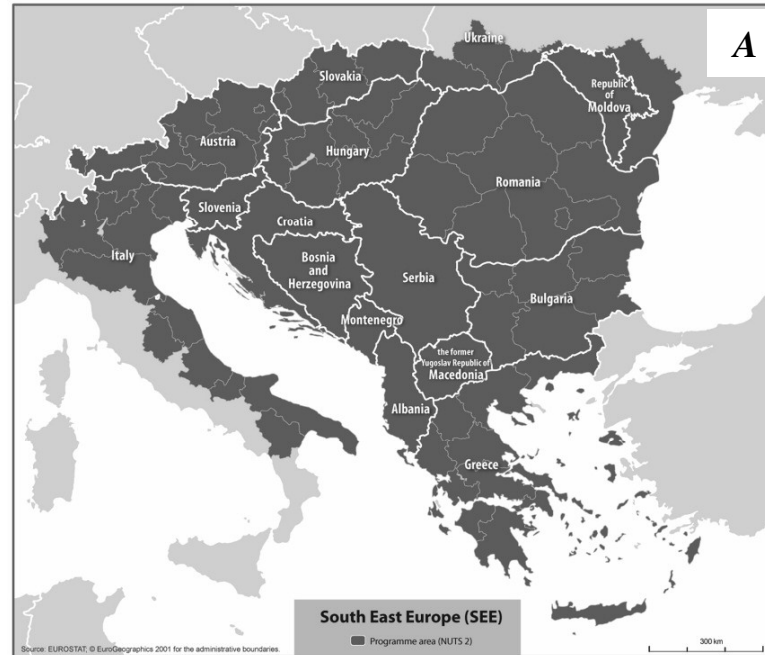 A
Ukraine
Slovakia
Republic
of
Moldova
Austria
Hungary
Romania
Slovenia
Croatia
Italy
Bosnia
and
Herzegovina
Serbia
Bulgaria
Montenegro
the former
Yugoslav Republic of
Macedonia
Albania
Greece
South East Europe (SEE)
Programme area (NUTS 2)
Source: EUROSTAT; © EuroGeographics 2001 for the administrative boundaries.
300 km